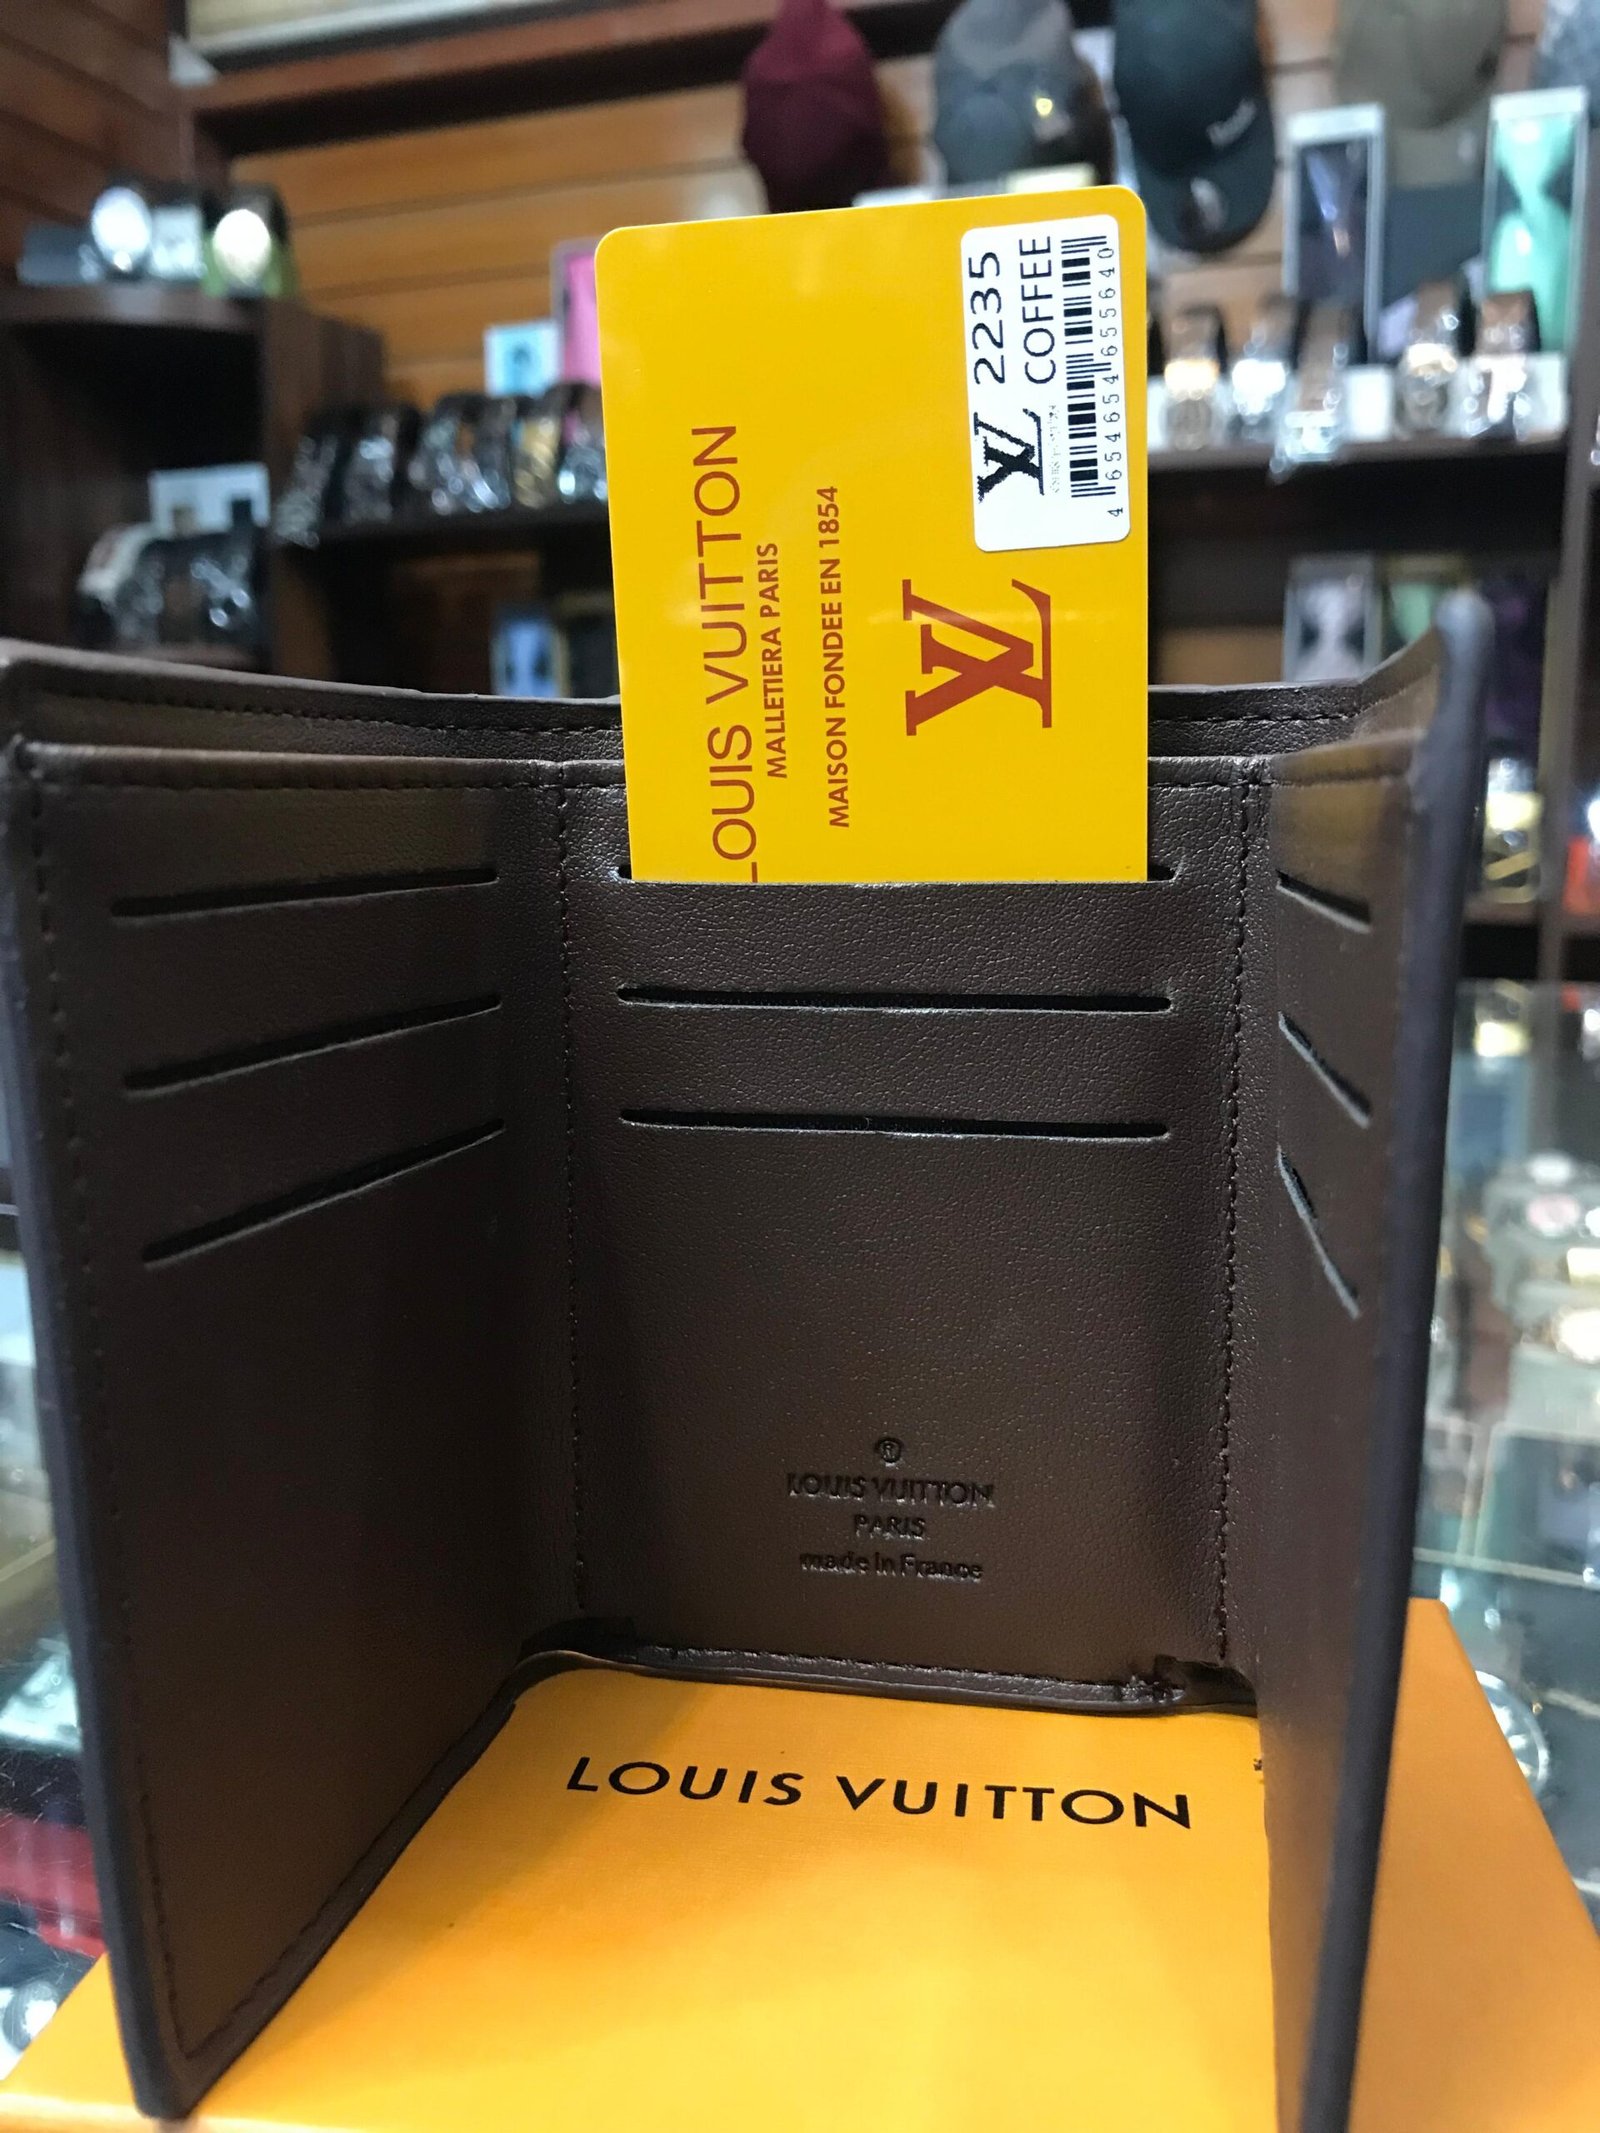 LV 2235
COFFEE
4 654654 655640
LOUIS VUITTON
MALLETIERA PARIS
MAISON FONDEE EN 1854
LV
®
LOUIS VUITTON
PARIS
made in France
LOUIS VUITTON